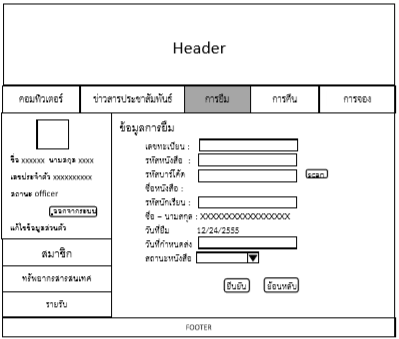 Header
คอมพิวเตอร์ ข่าวสารประชาสัมพันธ์ การยืม การคืน การจอง
ชื่อ xxxxxx นามสกุล xxxx
เลขประจำตัว xxxxxxxxxx
สถานะ officer
ออกจากระบบ
แก้ไขข้อมูลส่วนตัว
สมาชิก
ทรัพยากรสารสนเทศ
รายรับ
ข้อมูลการยืม
เลขทะเบียน :
รหัสหนังสือ :
รหัสบาร์โค้ด scan
ชื่อหนังสือ :
รหัสนักเรียน :
ชื่อ – นามสกุล : XXXXXXXXXXXXXXXXX
วันที่ยืม 12/24/2555
วันที่กำหนดส่ง
สถานะหนังสือ
ยืนยัน ย้อนหลับ
FOOTER